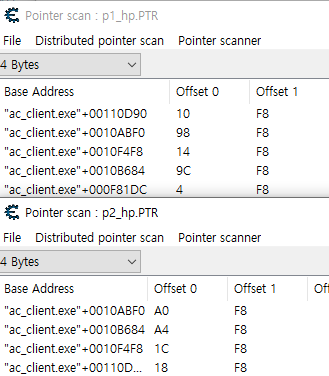 Pointer scan : p1_hp.PTR
File Distributed pointer scan Pointer scanner
4 Bytes
Base Address Offset 0 Offset 1
"ac_client.exe"+00110D90 10 F8
"ac_client.exe"+0010ABF0 98 F8
"ac_client.exe"+0010F4F8 14 F8
"ac_client.exe"+0010B684 9C F8
"ac_client.exe"+000F81DC 4 F8
Pointer scan : p2_hp.PTR
File Distributed pointer scan Pointer scanner
4 Bytes
Base Address Offset 0 Offset 1 Of
"ac_client.exe"+0010ABF0 A0 F8
"ac_client.exe"+0010B684 A4 F8
"ac_client.exe"+0010F4F8 1C F8
"ac_client.exe"+00110D... 18 F8